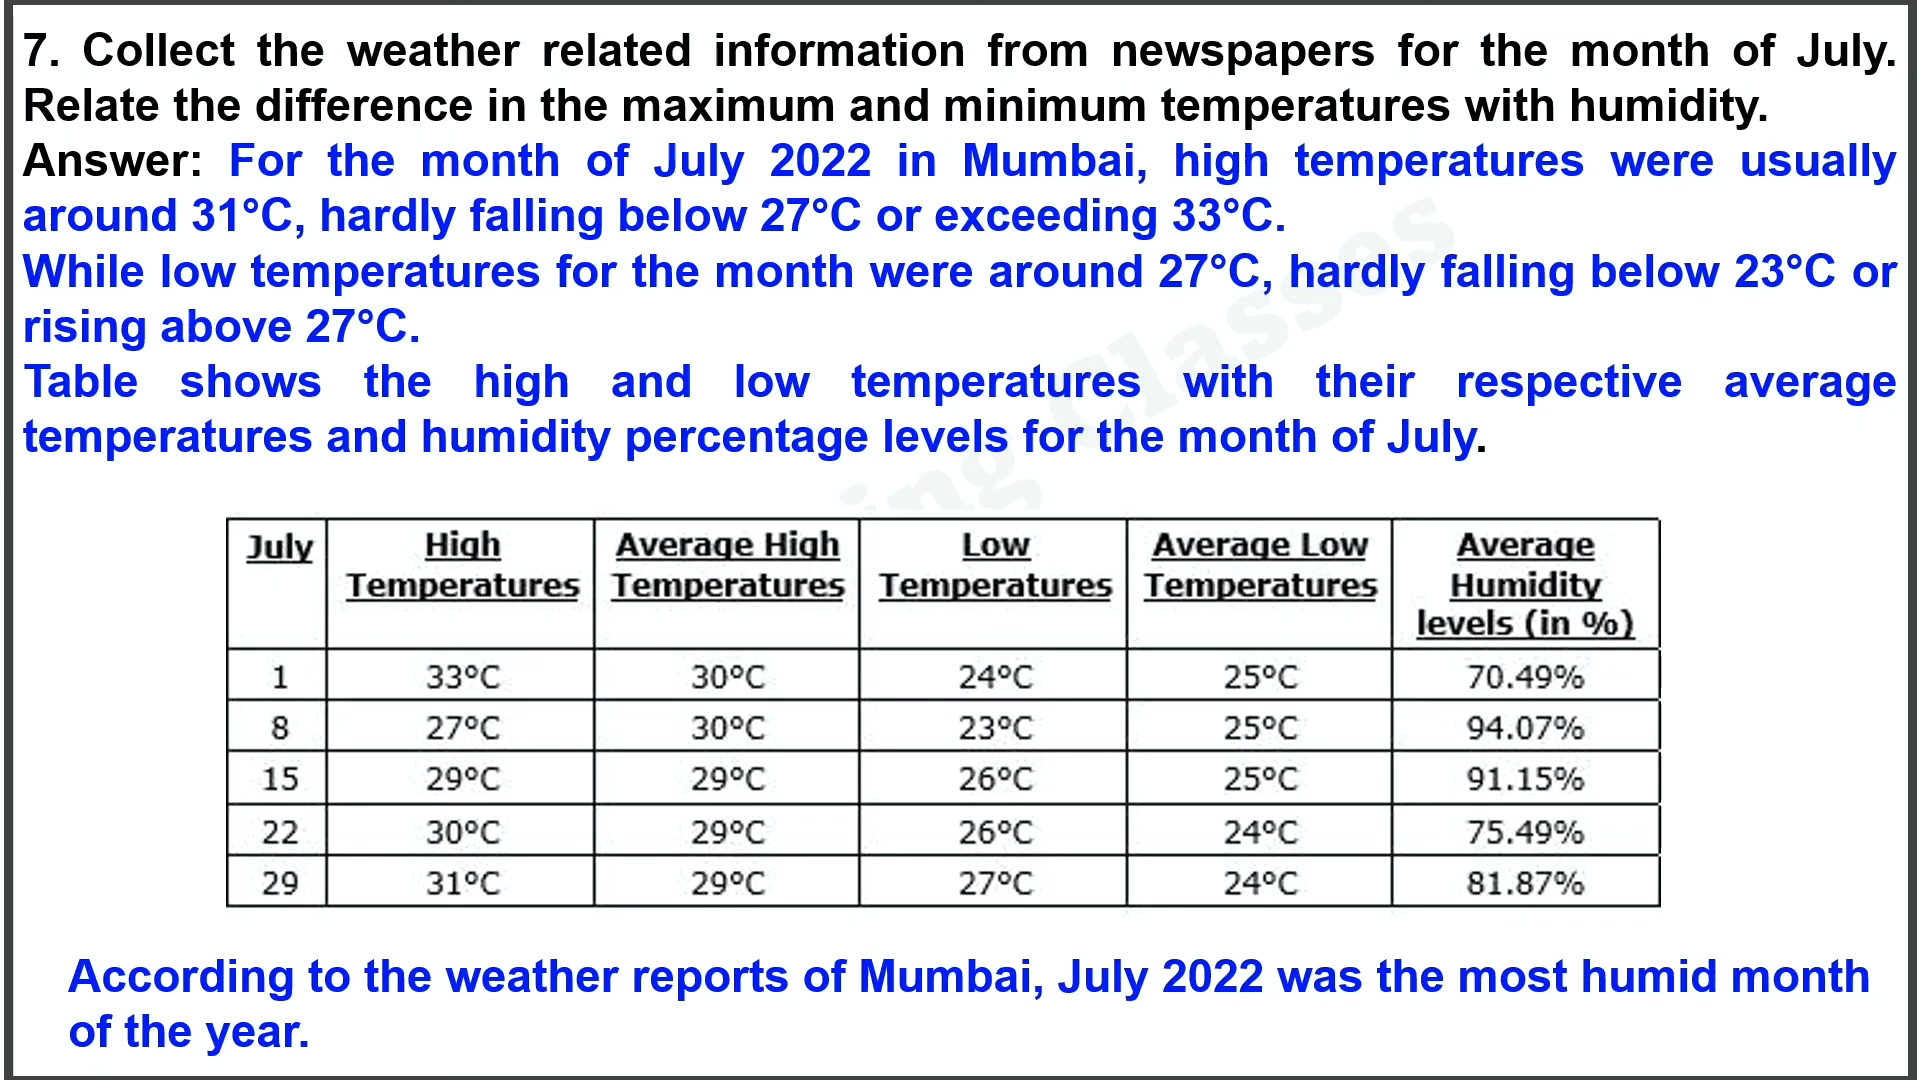 7. Collect the weather related information from newspapers for the month of July.
Relate the difference in the maximum and minimum temperatures with humidity.
Answer: For the month of July 2022 in Mumbai, high temperatures were usually
around 31°C, hardly falling below 27°C or exceeding 33°C.
While low temperatures for the month were around 27°C, hardly falling below 23°C or
rising above 27°C.
Table shows the high and low temperatures with their respective average
temperatures and humidity percentage levels for the month of July.
ing Classes
July High Temperatures Average High Temperatures Low Temperatures Average Low Temperatures Average Humidity levels (in %)
1 33°C 30°C 24°C 25°C 70.49%
8 27°C 30°C 23°C 25°C 94.07%
15 29°C 29°C 26°C 25°C 91.15%
22 30°C 29°C 26°C 24°C 75.49%
29 31°C 29°C 27°C 24°C 81.87%
According to the weather reports of Mumbai, July 2022 was the most humid month
of the year.